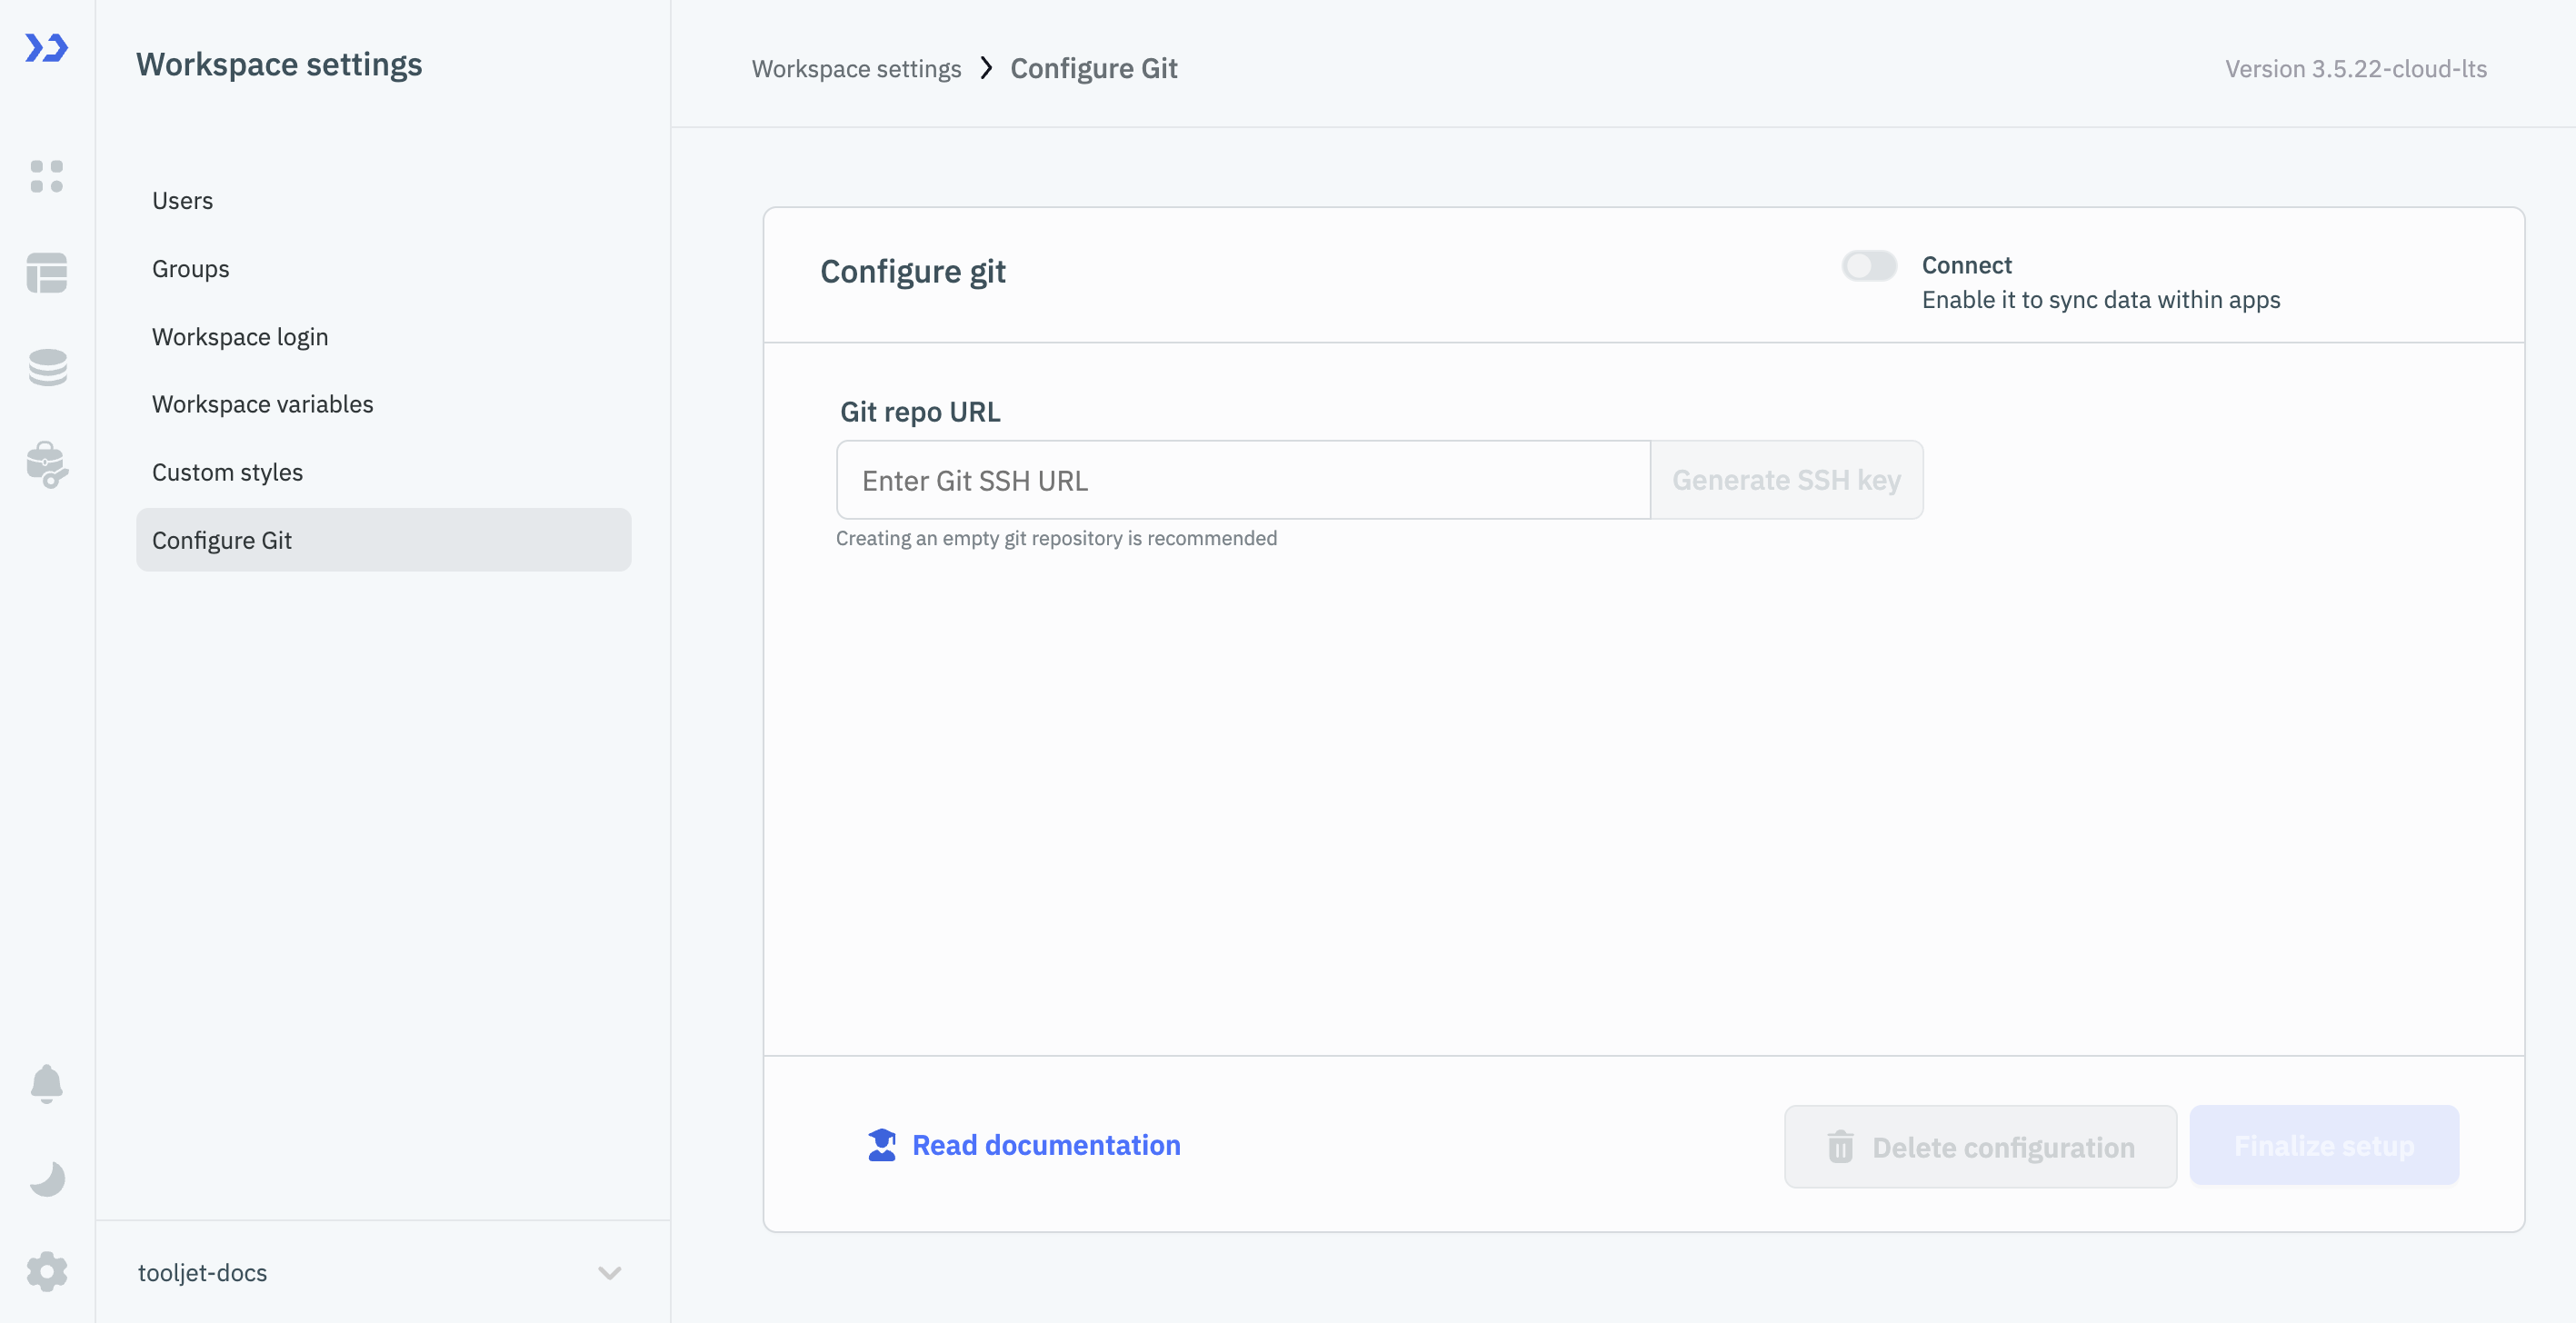 Workspace settings
Users
Groups
Workspace login
Workspace variables
Custom styles
Configure Git
tooljet-docs
Workspace settings > Configure Git
Version 3.5.22-cloud-lts
Configure git
Connect
Enable it to sync data within apps
Git repo URL
Enter Git SSH URL
Generate SSH key
Creating an empty git repository is recommended
Read documentation
Delete configuration
Finalize setup